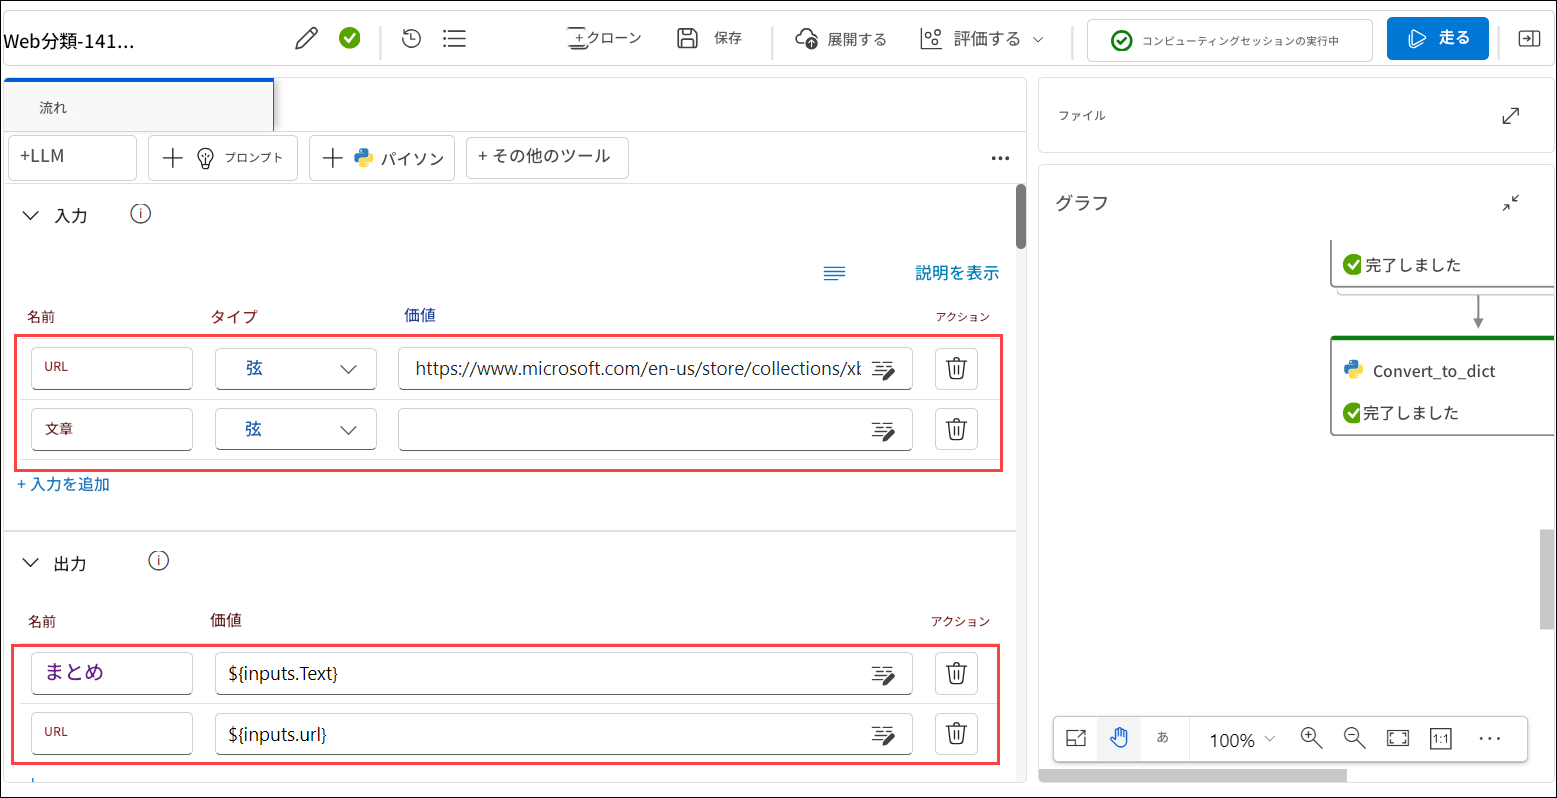 Web分類-141...
+クローン
保存
展開する
評価する
コンピューティングセッションの実行中
走る
流れ
ファイル
+LLM
プロンプト
パイソン
+ その他のツール
入力
グラフ
説明を表示
完了しました
名前 タイプ 価値 アクション
URL 弦 https://www.microsoft.com/en-us/store/collections/xb
Convert_to_dict
完了しました
文章 弦
+ 入力を追加
出力
名前 価値 アクション
まとめ ${inputs.Text}
URL ${inputs.url}
あ 100% 1:1